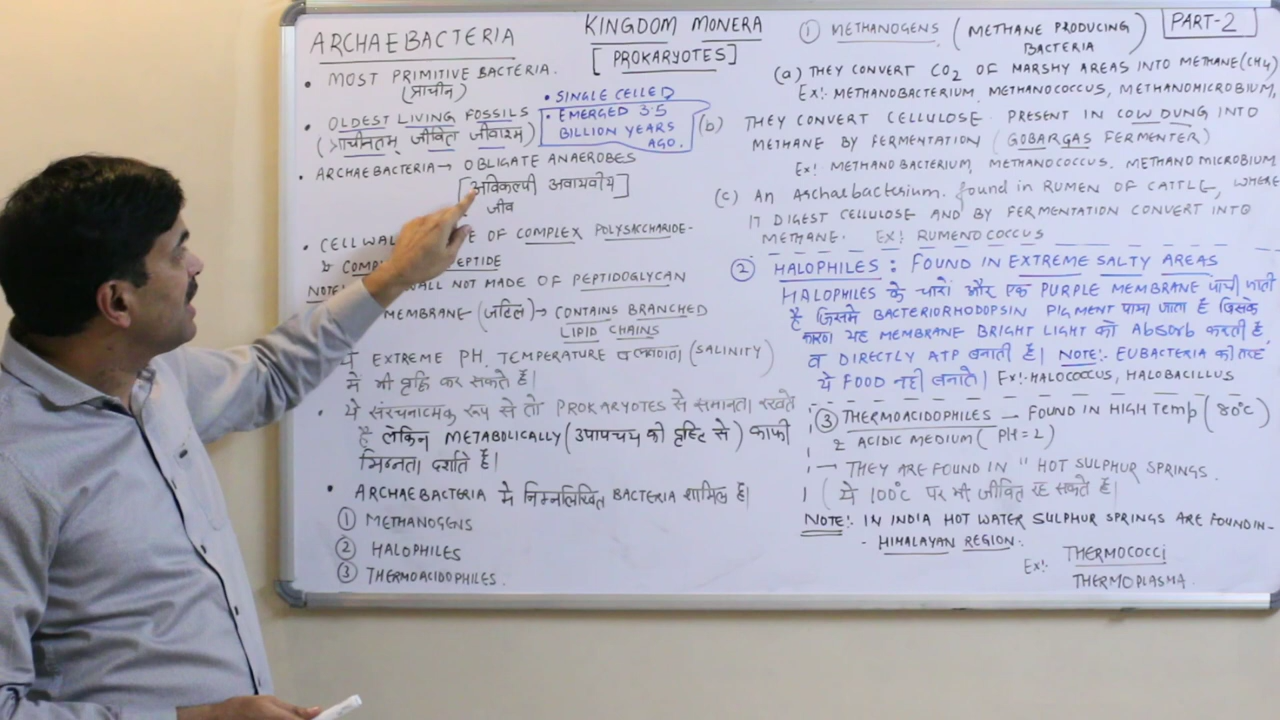 ARCHAEBACTERIA
KINGDOM MONERA
[PROKARYOTES]
PART-2
• MOST PRIMITIVE BACTERIA.
(प्राचीन)
• OLDEST LIVING FOSSILS
(प्राचीनतम् जीवित जीवाश्म)
• SINGLE CELLED
• EMERGED 3.5
BILLION YEARS
AGO.
• ARCHAEBACTERIA → OBLIGATE ANAEROBES
[अविकल्पी अवायवीय]
जीव
• CELL WALL OF COMPLEX POLYSACCHARIDE-
& PEPTIDE
NOTE: WALL NOT MADE OF PEPTIDOGLYCAN
MEMBRANE (जटिल) → CONTAINS BRANCHED
LIPID CHAINS
ये EXTREME PH, TEMPERATURE व लवणता (SALINITY)
में भी वृद्धि कर सकते हैं।
• ये संरचनात्मक रूप से तो PROKARYOTES से समानता रखते
है लेकिन METABOLICALLY (उपापचय की दृष्टि से) काफी
भिन्नता दर्शाते हैं।
• ARCHAEBACTERIA मे निम्नलिखित BACTERIA शामिल है।
① METHANOGENS
② HALOPHILES
③ THERMOACIDOPHILES.
① METHANOGENS (METHANE PRODUCING
BACTERIA)
(a) THEY CONVERT CO2 OF MARSHY AREAS INTO METHANE (CH4)
Ex:- METHANOBACTERIUM, METHANOCOCCUS, METHANOMICROBIUM,
(b) THEY CONVERT CELLULOSE PRESENT IN COW DUNG INTO
METHANE BY FERMENTATION (GOBARGAS FERMENTER)
Ex:- METHANOBACTERIUM, METHANOCOCCUS, METHANOMICROBIUM
(c) An Archaebacterium found in RUMEN OF CATTLE, WHERE
IT DIGEST CELLULOSE AND BY FERMENTATION CONVERT INTO
METHANE. EX: RUMENOCOCCUS
② HALOPHILES : FOUND IN EXTREME SALTY AREAS
HALOPHILES के चारों और एक PURPLE MEMBRANE पायी जाती
है जिसमे BACTERIORHODOPSIN PIGMENT पाया जाता है जिसके
कारण यह MEMBRANE BRIGHT LIGHT को Absorb करती है,
व DIRECTLY ATP बनाती है। NOTE:- EUBACTERIA की तरह
ये FOOD नही बनाते। Ex:- HALOCOCCUS, HALOBACILLUS
③ THERMOACIDOPHILES — FOUND IN HIGH Temp (80°C)
& ACIDIC MEDIUM (PH=2)
→ THEY ARE FOUND IN " HOT SULPHUR SPRINGS.
(ये 100°C पर भी जीवित रह सकते हैं।
NOTE:- IN INDIA HOT WATER SULPHUR SPRINGS ARE FOUND IN-
- HIMALAYAN REGION.
Ex:- THERMOCOCCI
THERMOPLASMA